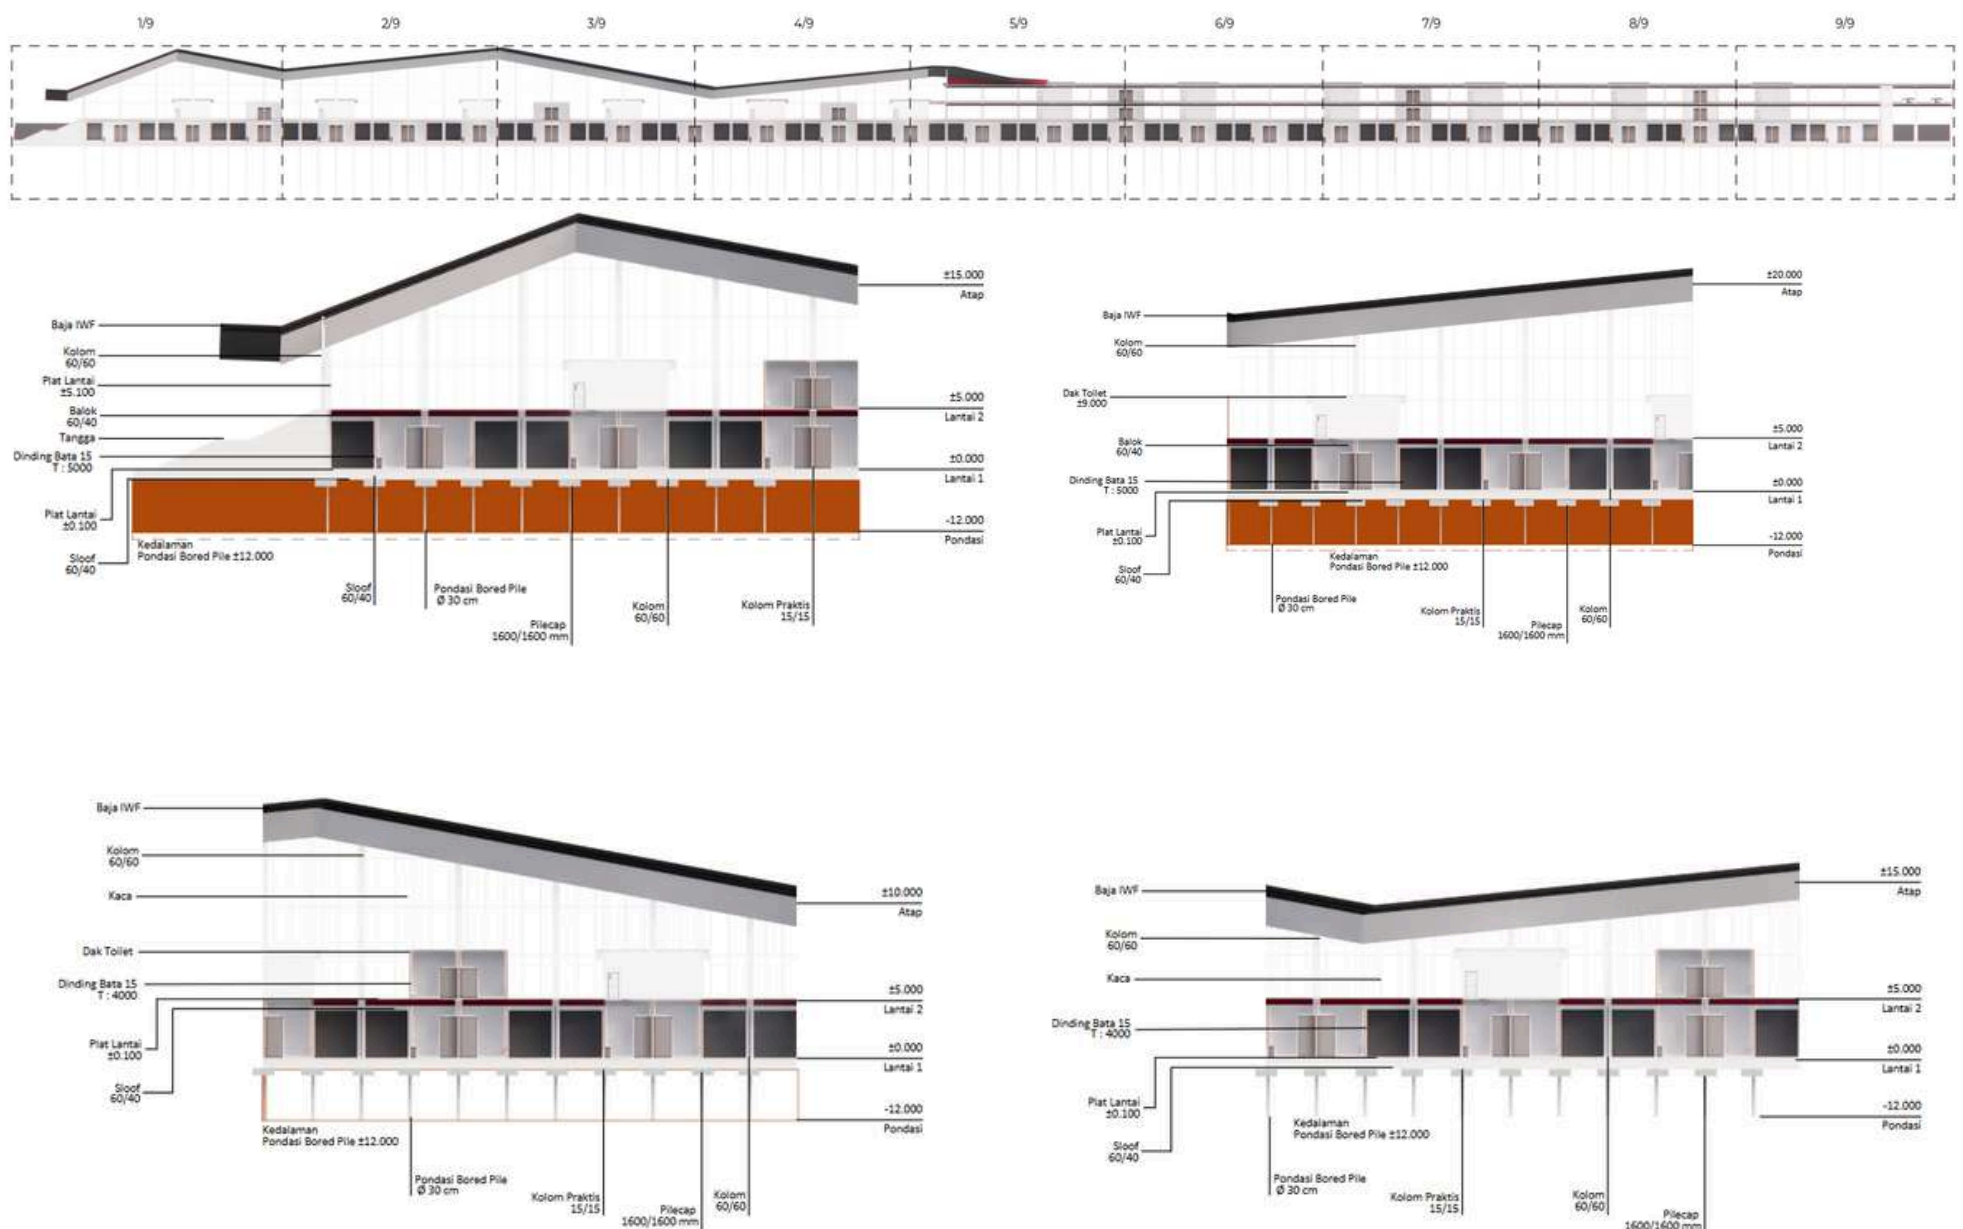 1/9
2/9
3/9
4/9
5/9
6/9
7/9
8/9
9/9
Baja IWF
Kolom
60/60
Plat Lantai
±5.100
Balok
60/40
Tangga
Dinding Bata 15
T : 5000
Plat Lantai
±0.100
Sloof
60/40
Kedalaman
Pondasi Bored Pile ±12.000
Sloof
60/40
Pondasi Bored Pile
Ø 30 cm
Pilecap
1600/1600 mm
Kolom
60/60
Kolom Praktis
15/15
±15.000
Atap
±5.000
Lantai 2
±0.000
Lantai 1
-12.000
Pondasi
Baja IWF
Kolom
60/60
Dak Toilet
±9.000
Balok
60/40
Dinding Bata 15
T : 5000
Plat Lantai
±0.100
Sloof
60/40
Kedalaman
Pondasi Bored Pile ±12.000
Pondasi Bored Pile
Ø 30 cm
Kolom Praktis
15/15
Pilecap
1600/1600 mm
Kolom
60/60
±20.000
Atap
±5.000
Lantai 2
±0.000
Lantai 1
-12.000
Pondasi
Baja IWF
Kolom
60/60
Kaca
Dak Toilet
Dinding Bata 15
T : 4000
Plat Lantai
±0.100
Sloof
60/40
Kedalaman
Pondasi Bored Pile ±12.000
Pondasi Bored Pile
Ø 30 cm
Kolom Praktis
15/15
Pilecap
1600/1600 mm
Kolom
60/60
±10.000
Atap
±5.000
Lantai 2
±0.000
Lantai 1
-12.000
Pondasi
Baja IWF
Kolom
60/60
Kaca
Dinding Bata 15
T : 4000
Plat Lantai
±0.100
Sloof
60/40
Kedalaman
Pondasi Bored Pile ±12.000
Pondasi Bored Pile
Ø 30 cm
Kolom Praktis
15/15
Kolom
60/60
Pilecap
1600/1600 mm
±15.000
Atap
±5.000
Lantai 2
±0.000
Lantai 1
-12.000
Pondasi